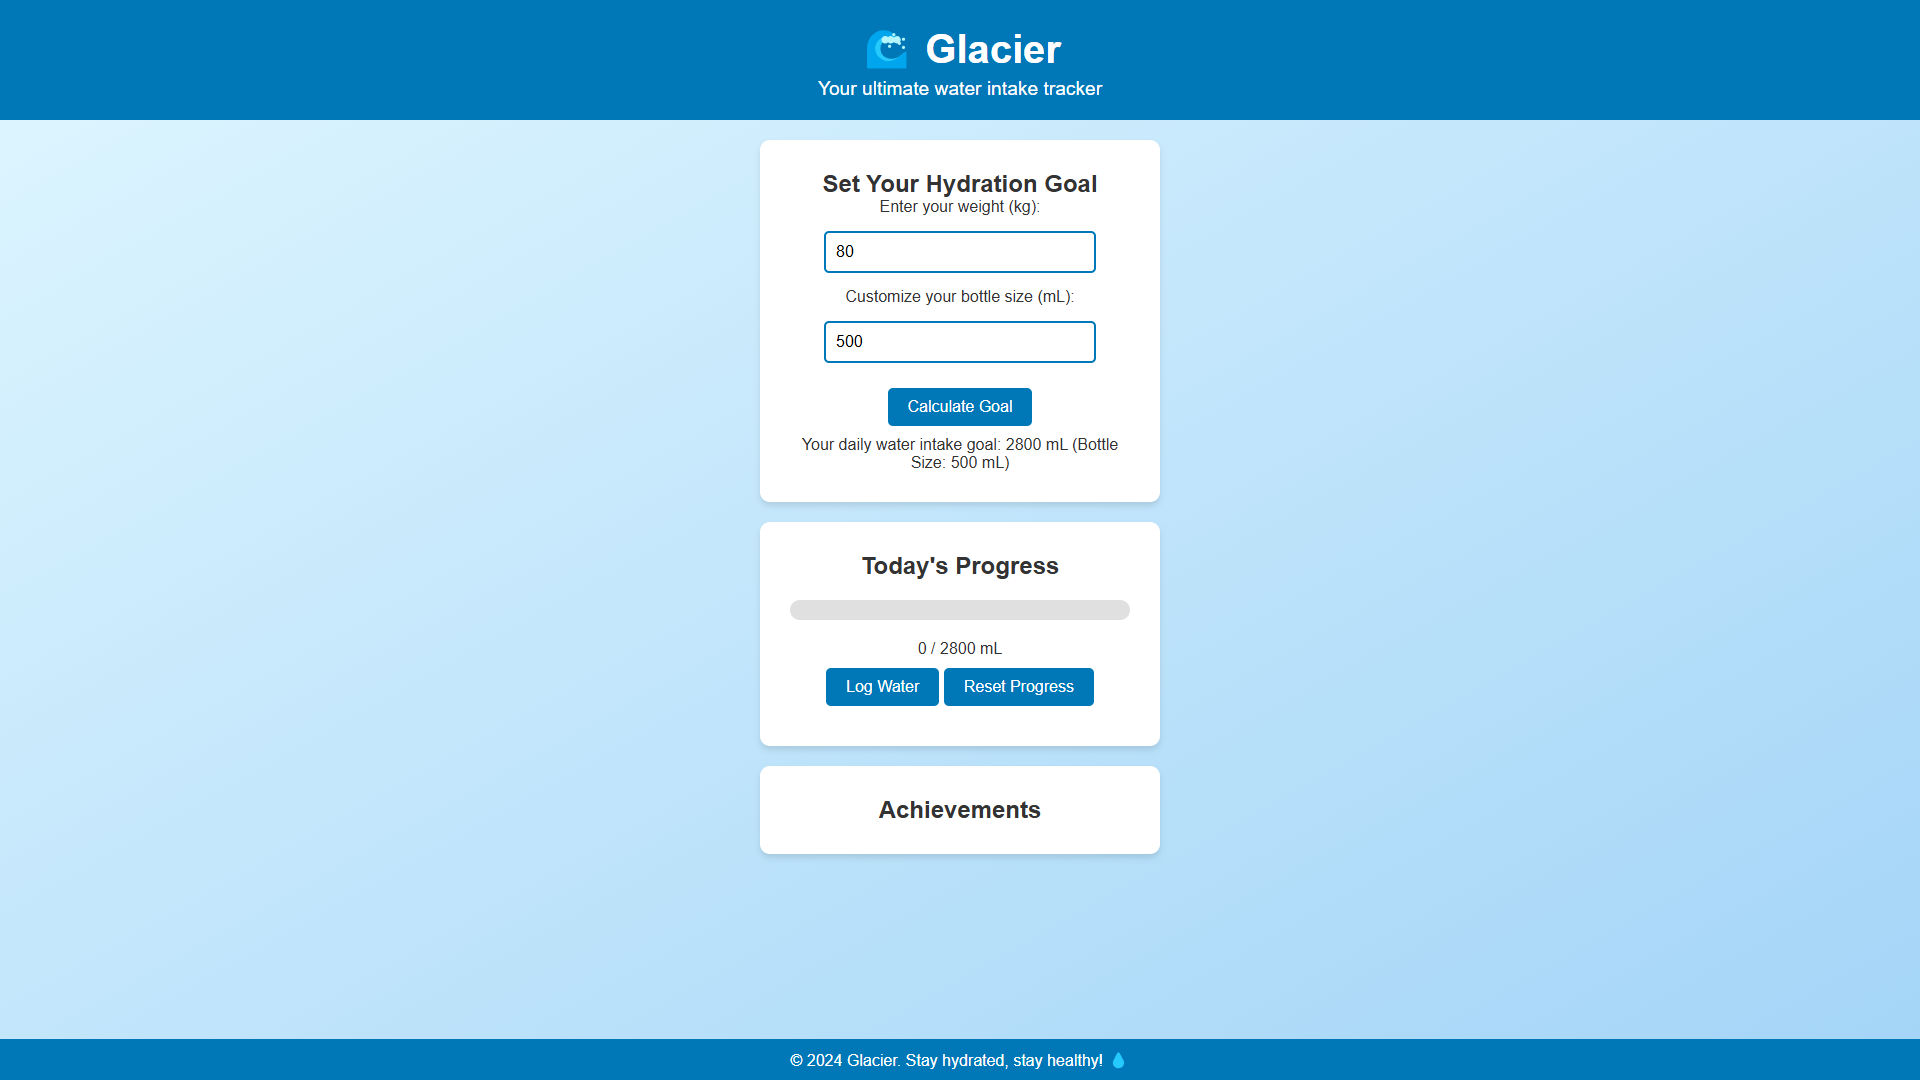 Glacier
Your ultimate water intake tracker
Set Your Hydration Goal
Enter your weight (kg):
80
Customize your bottle size (mL):
500
Calculate Goal
Your daily water intake goal: 2800 mL (Bottle
Size: 500 mL)
Today's Progress
0 / 2800 mL
Log Water
Reset Progress
Achievements
© 2024 Glacier. Stay hydrated, stay healthy!